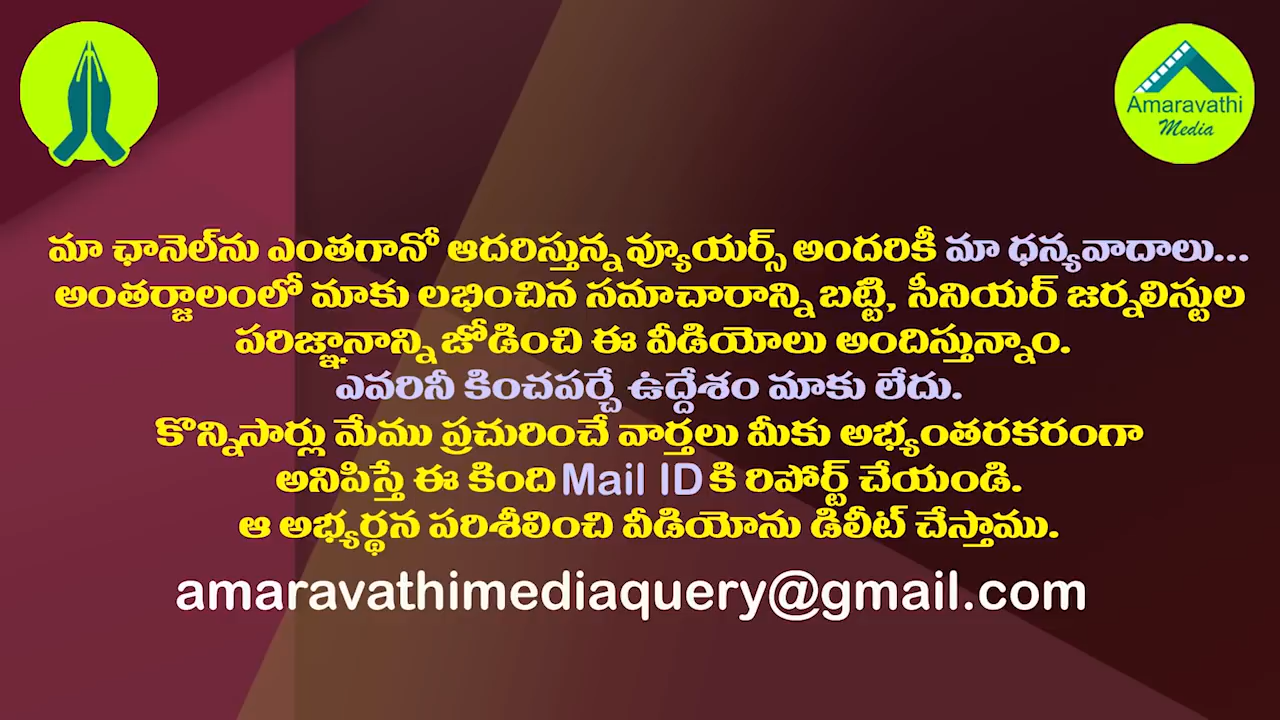 Amaravathi
Media
మా ఛానెల్‌ను ఎంతగానో ఆదరిస్తున్న వ్యూయర్స్ అందరికీ మా ధన్యవాదాలు...
అంతర్జాలంలో మాకు లభించిన సమాచారాన్ని బట్టి, సీనియర్ జర్నలిస్టుల
పరిజ్ఞానాన్ని జోడించి ఈ వీడియోలు అందిస్తున్నాం.
ఎవరినీ కించపర్చే ఉద్దేశం మాకు లేదు.
కొన్నిసార్లు మేము ప్రచురించే వార్తలు మీకు అభ్యంతరకరంగా
అనిపిస్తే ఈ కింది Mail ID కి రిపోర్ట్ చేయండి.
ఆ అభ్యర్థన పరిశీలించి వీడియోను డిలీట్ చేస్తాము.
amaravathimediaquery@gmail.com